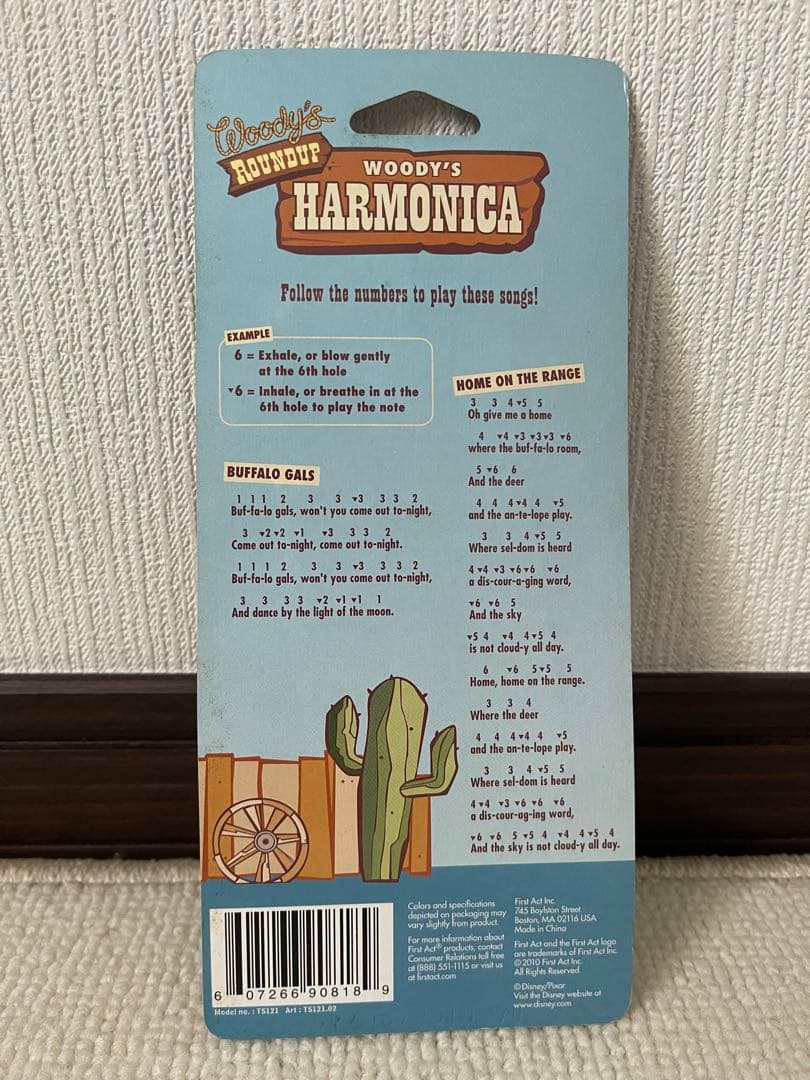 Woody's
ROUNDUP
WOODY'S
HARMONICA
Follow the numbers to play these songs!
EXAMPLE
6 = Exhale, or blow gently
at the 6th hole
▾6 = Inhale, or breathe in at the
6th hole to play the note
BUFFALO GALS
1 1 1 2 3 3 ▾3 3 3 2
Buf-fa-lo gals, won't you come out to-night,
3 ▾2 ▾2 ▾1 ▾3 3 3 2
Come out to-night, come out to-night.
1 1 1 2 3 3 ▾3 3 3 2
Buf-fa-lo gals, won't you come out to-night,
3 3 3 3 ▾2 ▾1 ▾1 1
And dance by the light of the moon.
HOME ON THE RANGE
3 3 4 ▾5 5
Oh give me a home
4 ▾4 ▾3 ▾3 ▾3 ▾6
where the buf-fa-lo roam,
5 ▾6 6
And the deer
4 4 4 ▾4 4 ▾5
and the an-te-lope play.
3 3 4 ▾5 5
Where sel-dom is heard
4 ▾4 ▾3 ▾6 ▾6 ▾6
a dis-cour-a-ging word,
▾6 ▾6 5
And the sky
▾5 4 ▾4 4 ▾5 4
is not cloud-y all day.
6 ▾6 5 ▾5 5
Home, home on the range.
3 3 4
Where the deer
4 4 4 ▾4 4 ▾5
and the an-te-lope play.
3 3 4 ▾5 5
Where sel-dom is heard
4 ▾4 ▾3 ▾6 ▾6 ▾6
a dis-cour-ag-ing word,
▾6 ▾6 5 ▾5 4 ▾4 4 ▾5 4
And the sky is not cloud-y all day.
6 07266 90818 9
Model no. : TS121 Art : TS121.02
Colors and specifications
depicted on packaging may
vary slightly from product.
For more information about
First Act® products, contact
Consumer Relations toll free
at (888) 551-1115 or visit us
at firstact.com
First Act Inc.
745 Boylston Street
Boston, MA 02116 USA
Made in China
First Act and the First Act logo
are trademarks of First Act Inc.
©2010 First Act Inc.
All Rights Reserved.
©Disney/Pixar
Visit the Disney website at
www.disney.com